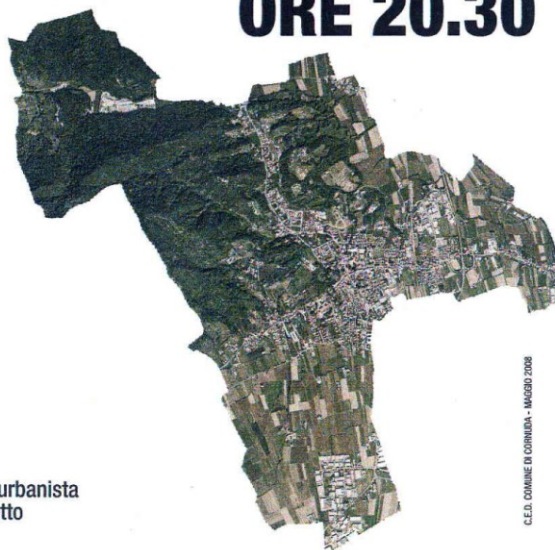 ORE 20.30
urbanista
tto
C.E.D. COMUNE DI CORNUDA - MAGGIO 2008